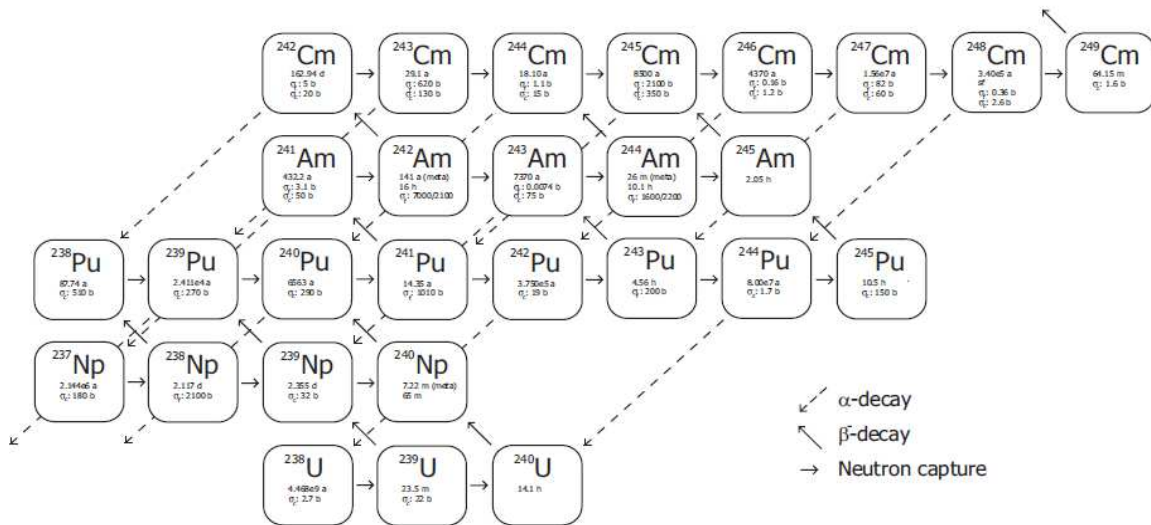 242Cm
162.94 d
σf: 5 b
σc: 20 b
243Cm
29.1 a
σf: 620 b
σc: 130 b
244Cm
18.10 a
σf: 1.1 b
σc: 15 b
245Cm
8500 a
σf: 2100 b
σc: 350 b
246Cm
4370 a
σf: 0.16 b
σc: 1.2 b
247Cm
1.56e7 a
σf: 82 b
σc: 60 b
248Cm
3.40e5 a
sf
σf: 0.36 b
σc: 2.6 b
249Cm
64.15 m
σc: 1.6 b
241Am
432.2 a
σf: 3.1 b
σc: 50 b
242Am
141 a (meta)
16 h
σf: 7000/2100
243Am
7370 a
σf: 0.0074 b
σc: 75 b
244Am
26 m (meta)
10.1 h
σf: 1600/2200
245Am
2.05 h
238Pu
87.74 a
σc: 510 b
239Pu
2.411e4 a
σc: 270 b
240Pu
6563 a
σc: 290 b
241Pu
14.35 a
σf: 1010 b
242Pu
3.750e5 a
σc: 19 b
243Pu
4.56 h
σf: 200 b
244Pu
8.00e7 a
σc: 1.7 b
245Pu
10.5 h
σc: 150 b
237Np
2.144e6 a
σc: 180 b
238Np
2.117 d
σf: 2100 b
239Np
2.355 d
σc: 32 b
240Np
7.22 m (meta)
65 m
238U
4.468e9 a
σc: 2.7 b
239U
23.5 m
σc: 22 b
240U
14.1 h
α-decay
β⁻-decay
Neutron capture